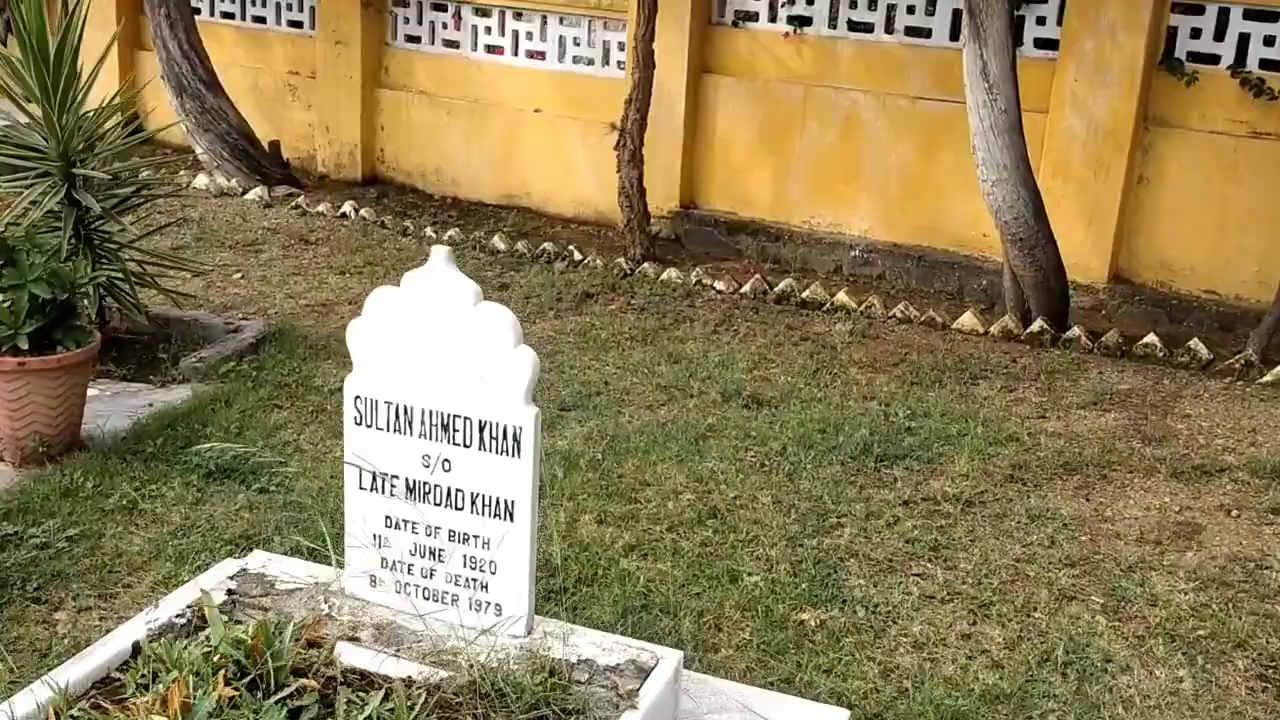 SULTAN AHMED KHAN
S/O
LATE MIRDAD KHAN
DATE OF BIRTH
11th JUNE 1920
DATE OF DEATH
8th OCTOBER 1979